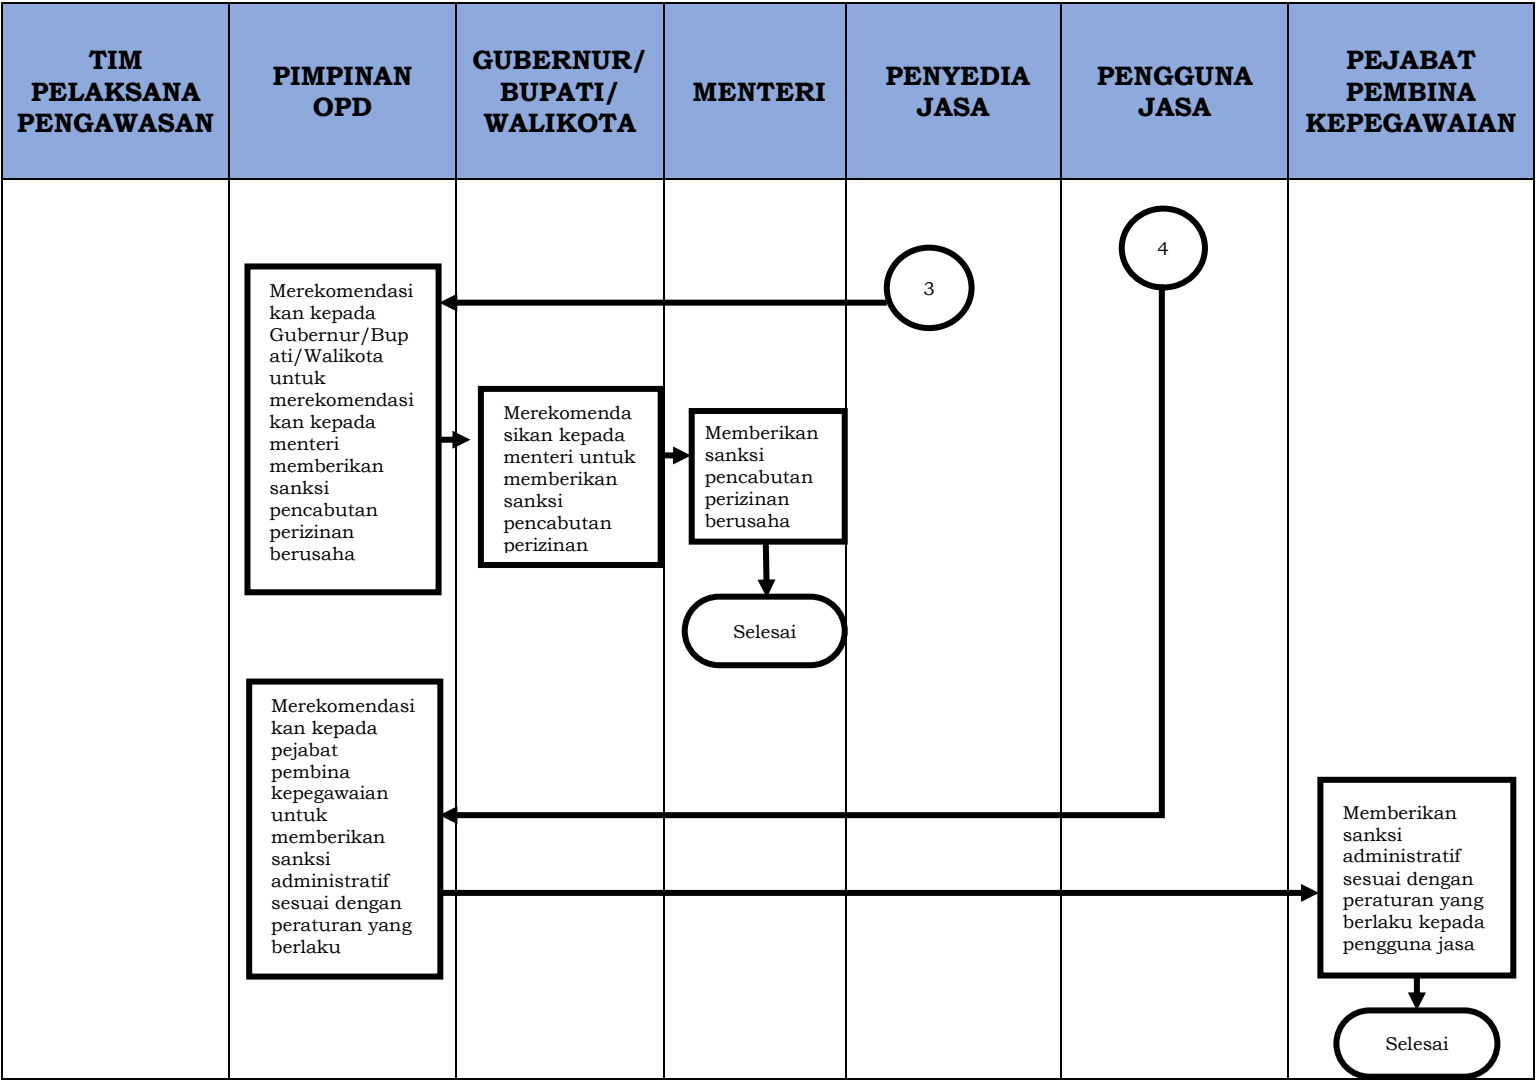 TIM
PELAKSANA
PENGAWASAN
PIMPINAN
OPD
GUBERNUR/
BUPATI/
WALIKOTA
MENTERI
PENYEDIA
JASA
PENGGUNA
JASA
PEJABAT
PEMBINA
KEPEGAWAIAN
4
3
Merekomendasi
kan kepada
Gubernur/Bup
ati/Walikota
untuk
merekomendasi
kan kepada
menteri
memberikan
sanksi
pencabutan
perizinan
berusaha
Merekomenda
sikan kepada
menteri untuk
memberikan
sanksi
pencabutan
perizinan
Memberikan
sanksi
pencabutan
perizinan
berusaha
Selesai
Merekomendasi
kan kepada
pejabat
pembina
kepegawaian
untuk
memberikan
sanksi
administratif
sesuai dengan
peraturan yang
berlaku
Memberikan
sanksi
administratif
sesuai dengan
peraturan yang
berlaku kepada
pengguna jasa
Selesai